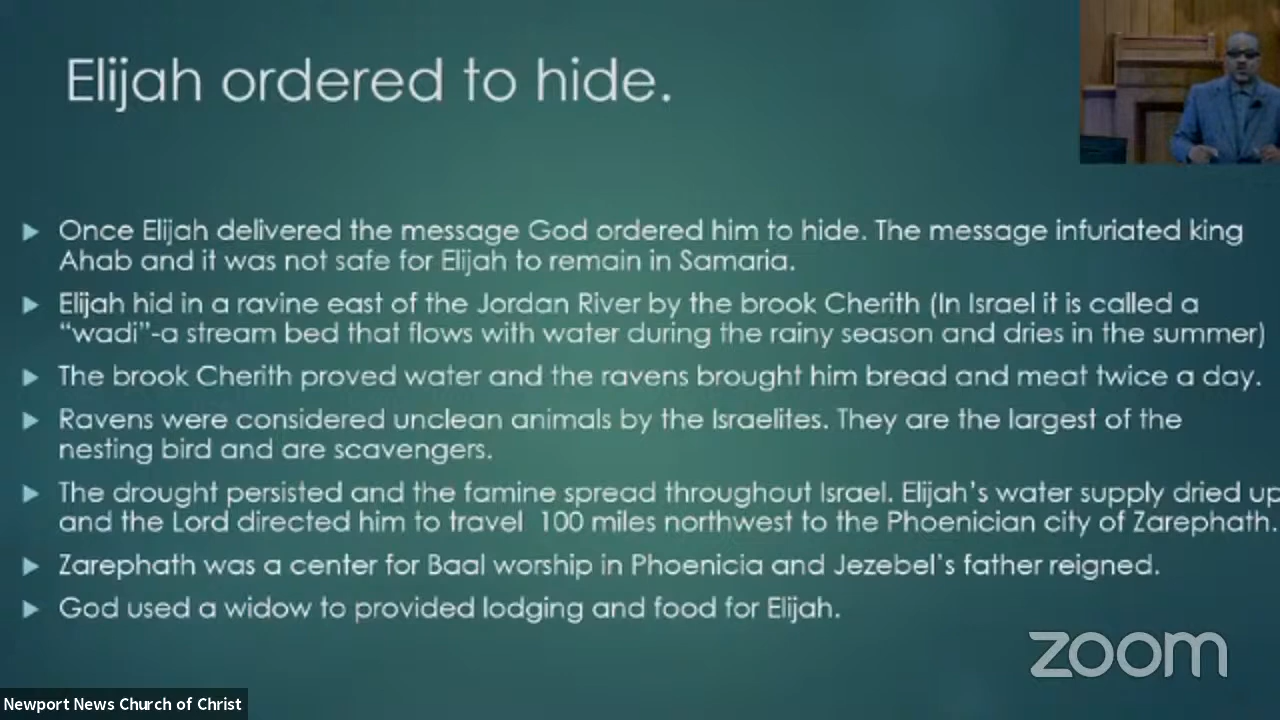 Elijah ordered to hide.
Once Elijah delivered the message God ordered him to hide. The message infuriated king
Ahab and it was not safe for Elijah to remain in Samaria.
Elijah hid in a ravine east of the Jordan River by the brook Cherith (In Israel it is called a
“wadi”-a stream bed that flows with water during the rainy season and dries in the summer)
The brook Cherith proved water and the ravens brought him bread and meat twice a day.
Ravens were considered unclean animals by the Israelites. They are the largest of the
nesting bird and are scavengers.
The drought persisted and the famine spread throughout Israel. Elijah’s water supply dried up
and the Lord directed him to travel  100 miles northwest to the Phoenician city of Zarephath.
Zarephath was a center for Baal worship in Phoenicia and Jezebel’s father reigned.
God used a widow to provided lodging and food for Elijah.
zoom
Newport News Church of Christ